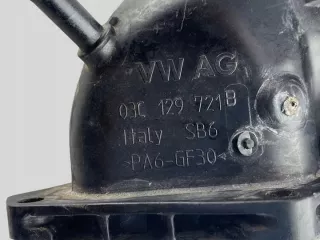 VW AG
03C 129 721B
Italy SB6
>PA6-GF30<